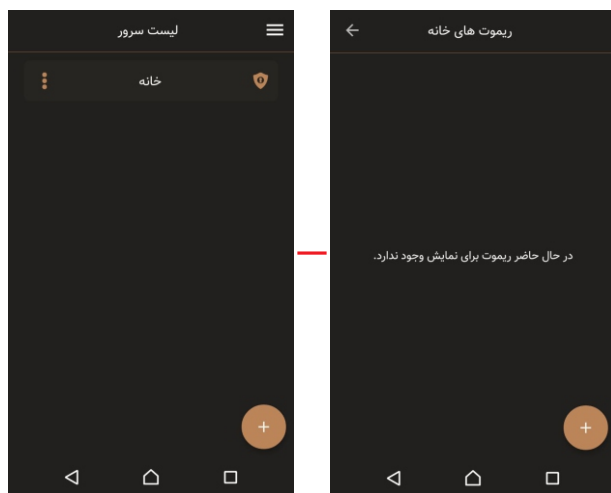 لیست سرور
خانه
ریموت های خانه
در حال حاضر ریموت برای نمایش وجود ندارد.